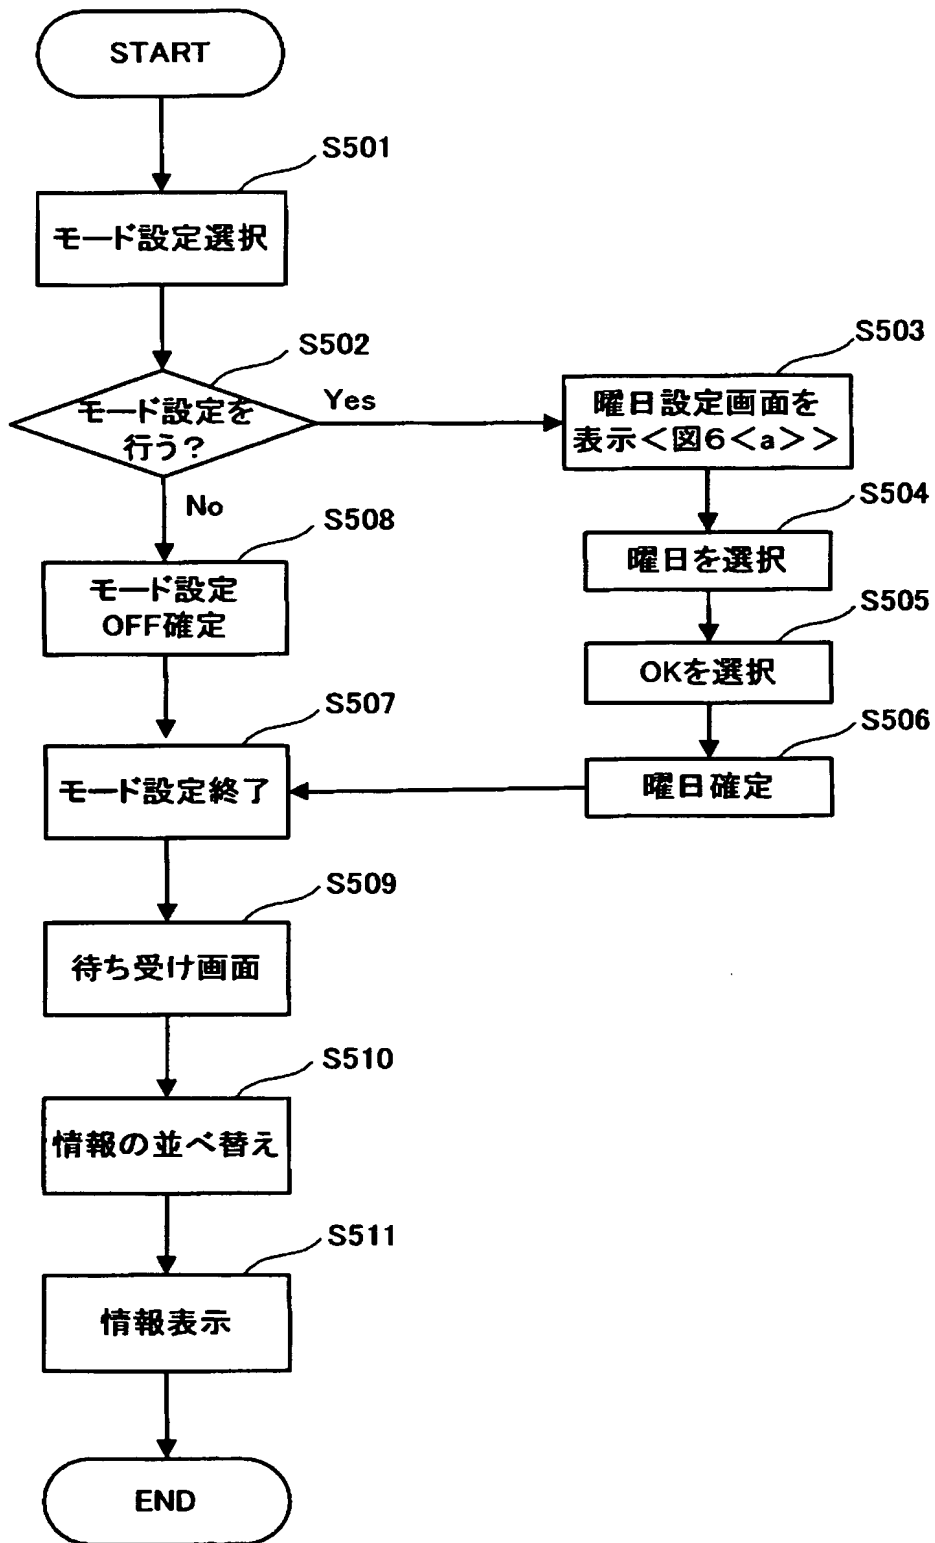 START
S501
モード設定選択
S502
モード設定を
行う？
Yes
No
S503
曜日設定画面を
表示＜図6＜a＞＞
S504
曜日を選択
S505
OKを選択
S506
曜日確定
S508
モード設定
OFF確定
S507
モード設定終了
S509
待ち受け画面
S510
情報の並べ替え
S511
情報表示
END